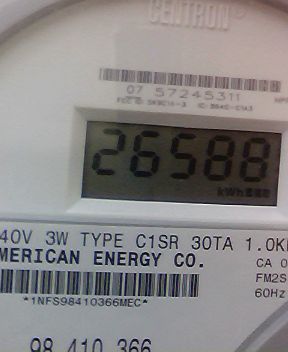 CENTRON®
07 57245311
26588
kWh
40V 3W TYPE C1SR 30TA 1.0K
MERICAN ENERGY CO.
CA 0
FM2S
60Hz
*1NFS98410366MEC*
98 410 366